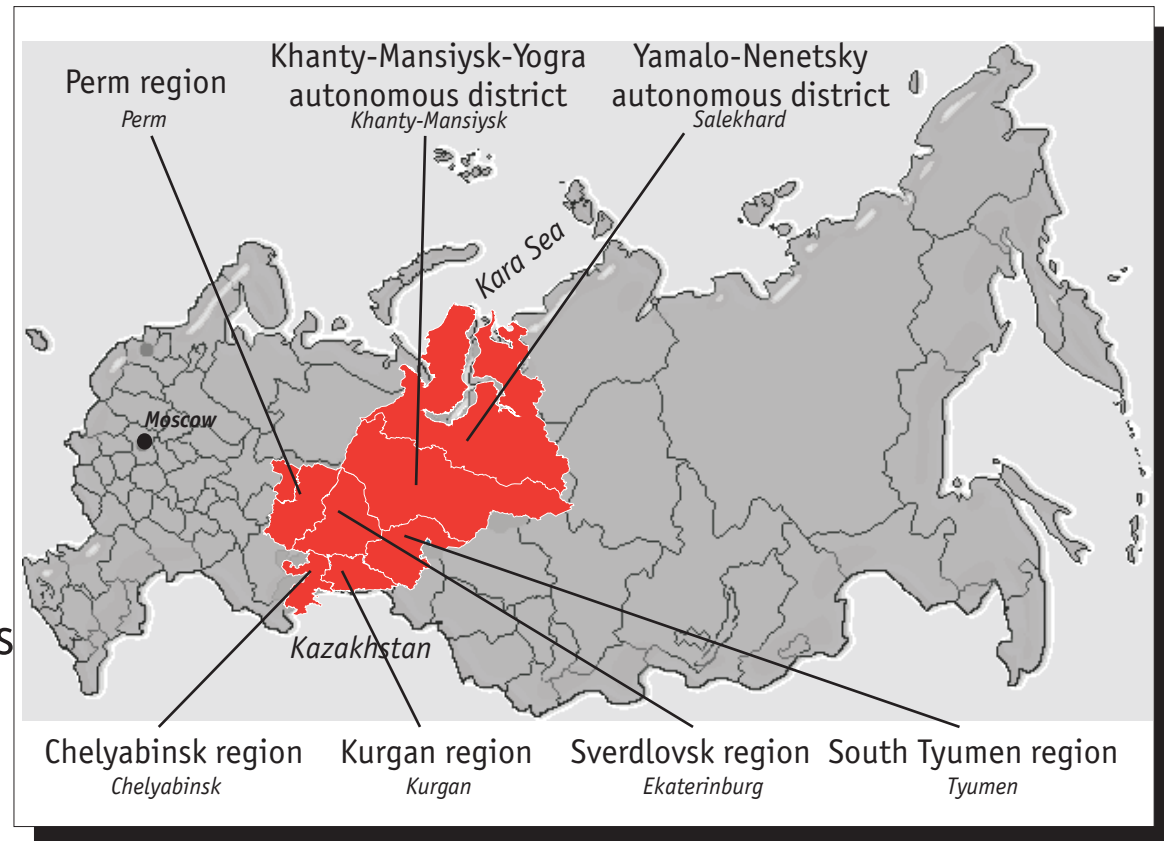 Khanty-Mansiysk-Yogra
autonomous district
Khanty-Mansiysk
Yamalo-Nenetsky
autonomous district
Salekhard
Perm region
Perm
Kara Sea
Moscow
s
Kazakhstan
Chelyabinsk region
Chelyabinsk
Kurgan region
Kurgan
Sverdlovsk region
Ekaterinburg
South Tyumen region
Tyumen